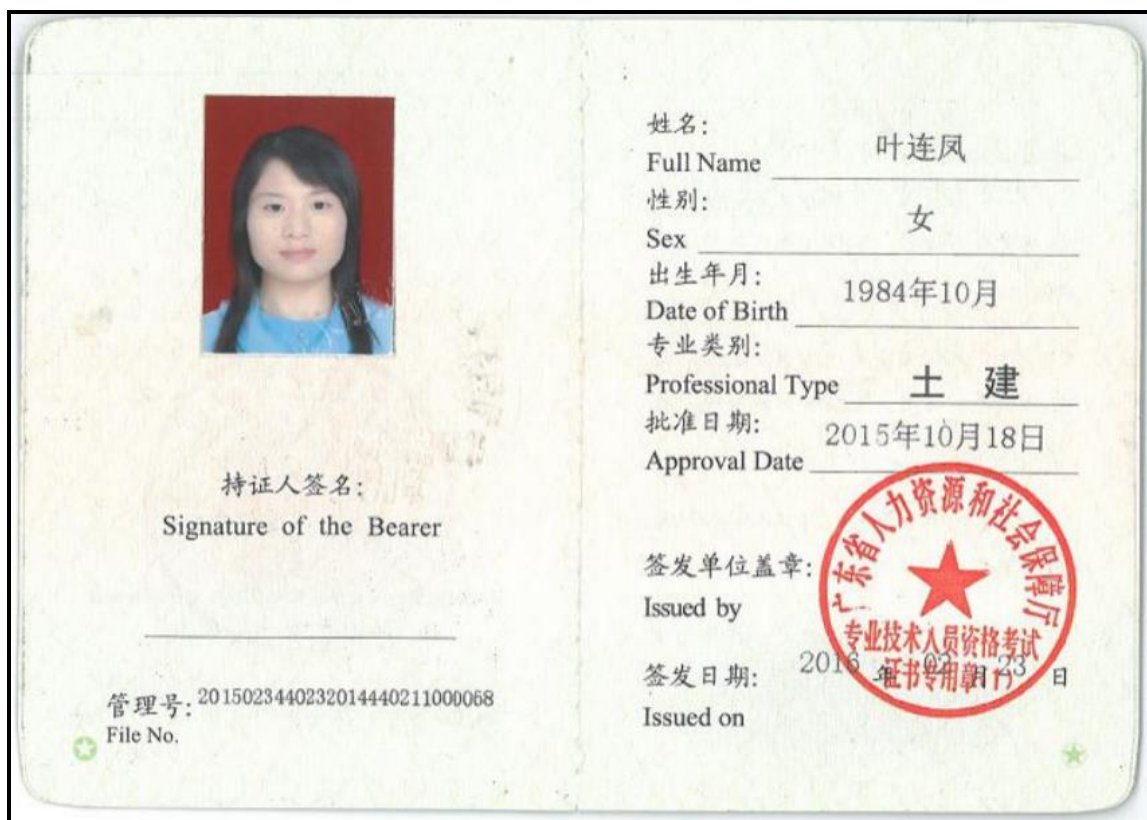 持证人签名:
Signature of the Bearer
管理号: 2015023440232014440211000068
File No.
姓名:
Full Name 叶连凤
性别:
Sex 女
出生年月:
Date of Birth 1984年10月
专业类别:
Professional Type 土 建
批准日期:
Approval Date 2015年10月18日
签发单位盖章:
Issued by
广东省人力资源和社会保障厅
专业技术人员资格考试
证书专用章
签发日期: 2016 年 02 月 23 日
Issued on